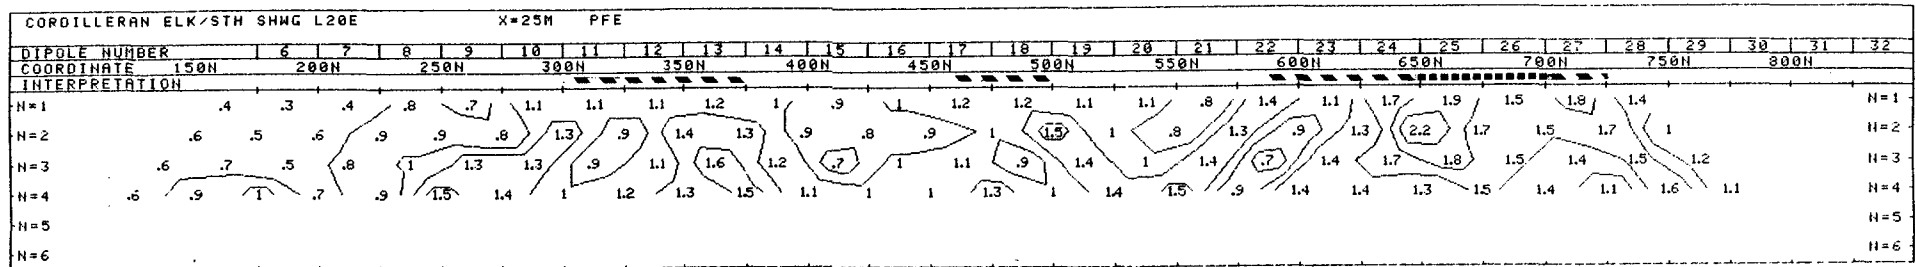 CORDILLERAN ELK/STH SHWG L20E X=25M PFE
DIPOLE NUMBER 6 7 8 9 10 11 12 13 14 15 16 17 18 19 20 21 22 23 24 25 26 27 28 29 30 31 32
COORDINATE 150N 200N 250N 300N 350N 400N 450N 500N 550N 600N 650N 700N 750N 800N
INTERPRETATION
N=1 .4 .3 .4 .8 .7 1.1 1.1 1.1 1.2 1 .9 1 1.2 1.2 1.1 1.1 .8 1.4 1.1 1.7 1.9 1.5 1.8 1.4 N=1
N=2 .6 .5 .6 .9 .9 .8 1.3 .9 1.4 1.3 .9 .8 .9 1 1.5 1 .8 1.3 .9 1.3 2.2 1.7 1.5 1.7 1 N=2
N=3 .6 .7 .5 .8 1 1.3 1.3 .9 1.1 1.6 1.2 .7 1 1.1 .9 1.4 1 1.4 .7 1.4 1.7 1.8 1.5 1.4 1.5 1.2 N=3
N=4 .6 .9 1 .7 .9 1.5 1.4 1 1.2 1.3 1.5 1.1 1 1 1.3 1 1.4 1.5 .9 1.4 1.4 1.3 1.5 1.4 1.1 1.6 1.1 N=4
N=5 N=5
N=6 N=6